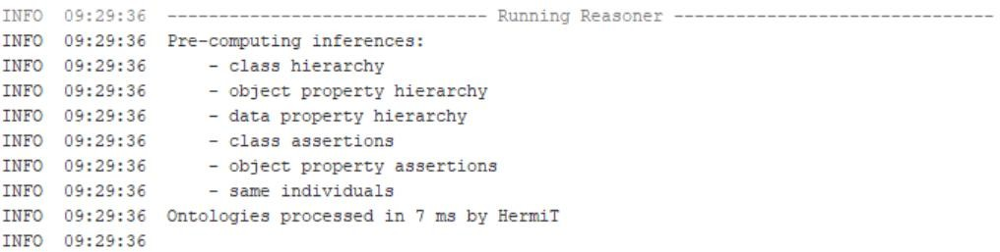 INFO 09:29:36 ------------------------------- Running Reasoner -------------------------------
INFO 09:29:36 Pre-computing inferences:
INFO 09:29:36 - class hierarchy
INFO 09:29:36 - object property hierarchy
INFO 09:29:36 - data property hierarchy
INFO 09:29:36 - class assertions
INFO 09:29:36 - object property assertions
INFO 09:29:36 - same individuals
INFO 09:29:36 Ontologies processed in 7 ms by HermiT
INFO 09:29:36